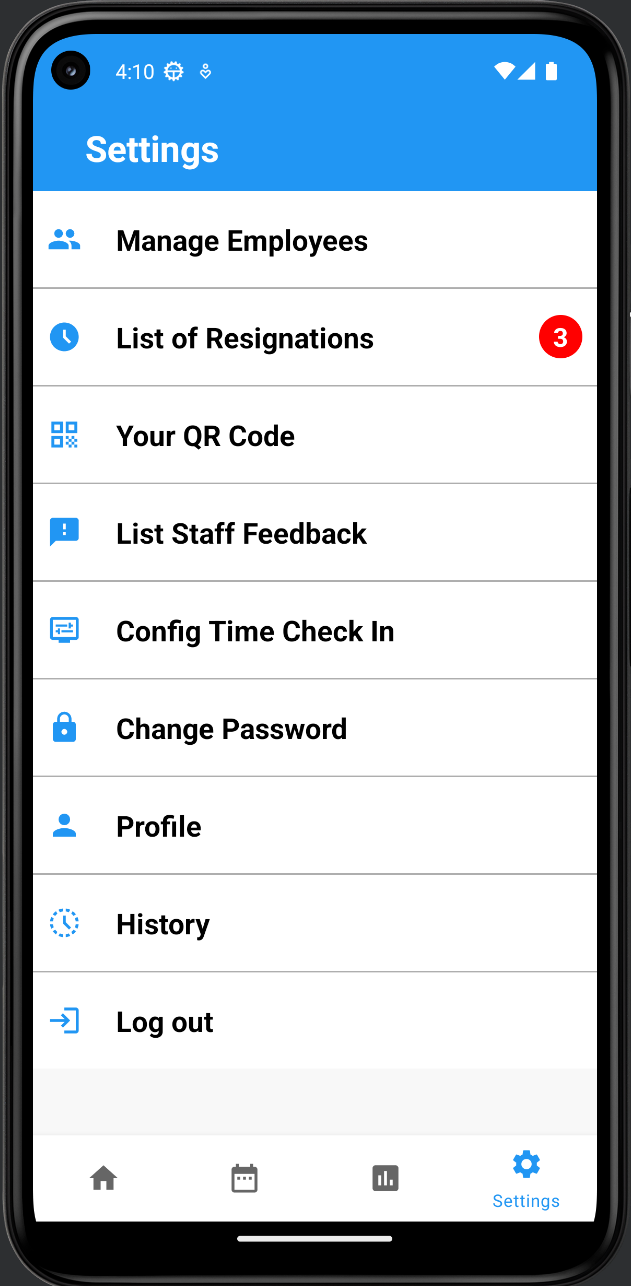 4:10
Settings
Manage Employees
List of Resignations 3
Your QR Code
List Staff Feedback
Config Time Check In
Change Password
Profile
History
Log out
Settings